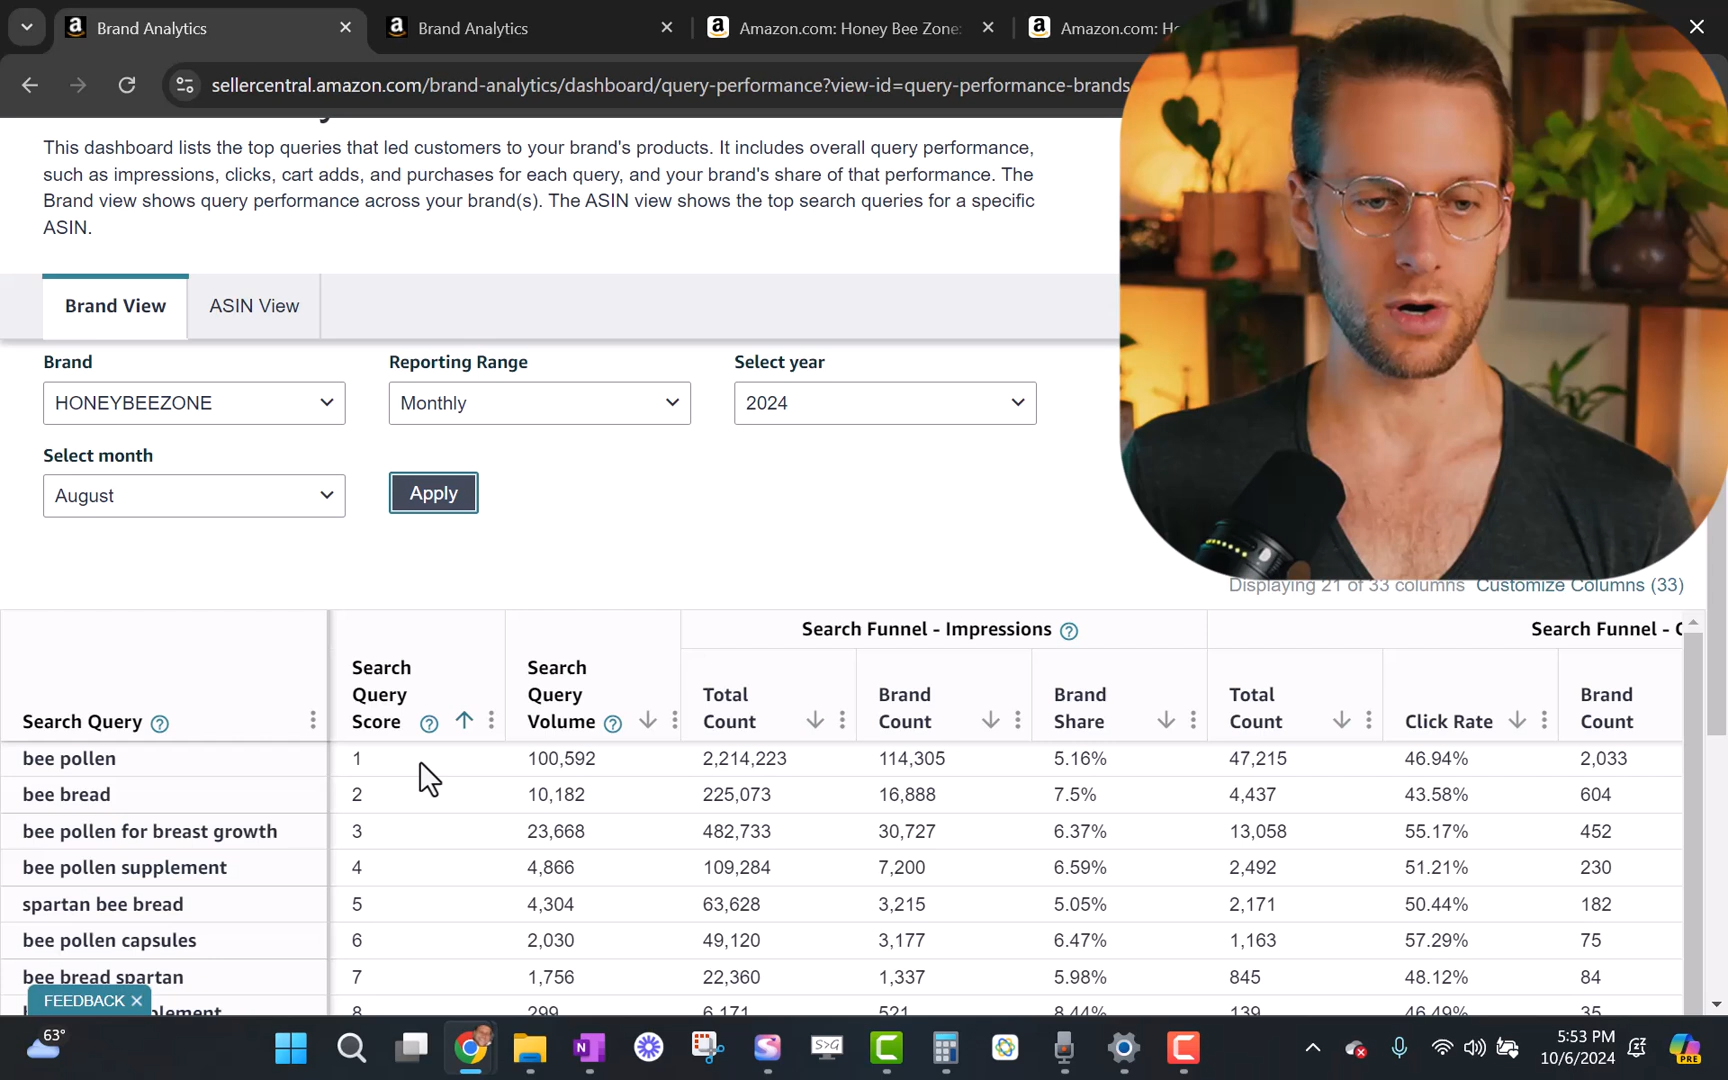 Brand Analytics
Brand Analytics
Amazon.com: Honey Bee Zone:
Amazon.com: H
sellercentral.amazon.com/brand-analytics/dashboard/query-performance?view-id=query-performance-brands
This dashboard lists the top queries that led customers to your brand's products. It includes overall query performance,
such as impressions, clicks, cart adds, and purchases for each query, and your brand's share of that performance. The
Brand view shows query performance across your brand(s). The ASIN view shows the top search queries for a specific
ASIN.
Brand View ASIN View
Brand Reporting Range Select year
HONEYBEEZONE Monthly 2024
Select month
August Apply
Displaying 21 of 33 columns Customize Columns (33)
Search Funnel - Impressions Search Funnel - C
Search Query
Search Query Score
Search Query Volume
Total Count
Brand Count
Brand Share
Total Count
Click Rate
Brand Count
bee pollen 1 100,592 2,214,223 114,305 5.16% 47,215 46.94% 2,033
bee bread 2 10,182 225,073 16,888 7.5% 4,437 43.58% 604
bee pollen for breast growth 3 23,668 482,733 30,727 6.37% 13,058 55.17% 452
bee pollen supplement 4 4,866 109,284 7,200 6.59% 2,492 51.21% 230
spartan bee bread 5 4,304 63,628 3,215 5.05% 2,171 50.44% 182
bee pollen capsules 6 2,030 49,120 3,177 6.47% 1,163 57.29% 75
bee bread spartan 7 1,756 22,360 1,337 5.98% 845 48.12% 84
8 299 6,171 521 8.44% 139 46.49% 35
FEEDBACK
63°
S>G
PRE
5:53 PM
10/6/2024